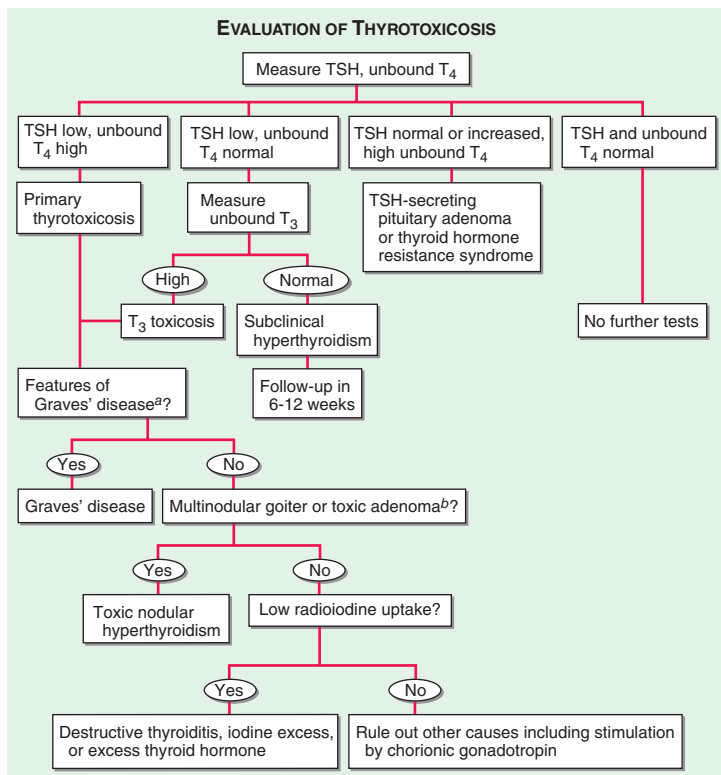 EVALUATION OF THYROTOXICOSIS
Measure TSH, unbound T4
TSH low, unbound
T4 high
TSH low, unbound
T4 normal
TSH normal or increased,
high unbound T4
TSH and unbound
T4 normal
Primary
thyrotoxicosis
Measure
unbound T3
TSH-secreting
pituitary adenoma
or thyroid hormone
resistance syndrome
High
Normal
T3 toxicosis
Subclinical
hyperthyroidism
No further tests
Features of
Graves' diseasea?
Follow-up in
6-12 weeks
Yes
No
Graves' disease
Multinodular goiter or toxic adenomab?
Yes
No
Toxic nodular
hyperthyroidism
Low radioiodine uptake?
Yes
No
Destructive thyroiditis, iodine excess,
or excess thyroid hormone
Rule out other causes including stimulation
by chorionic gonadotropin